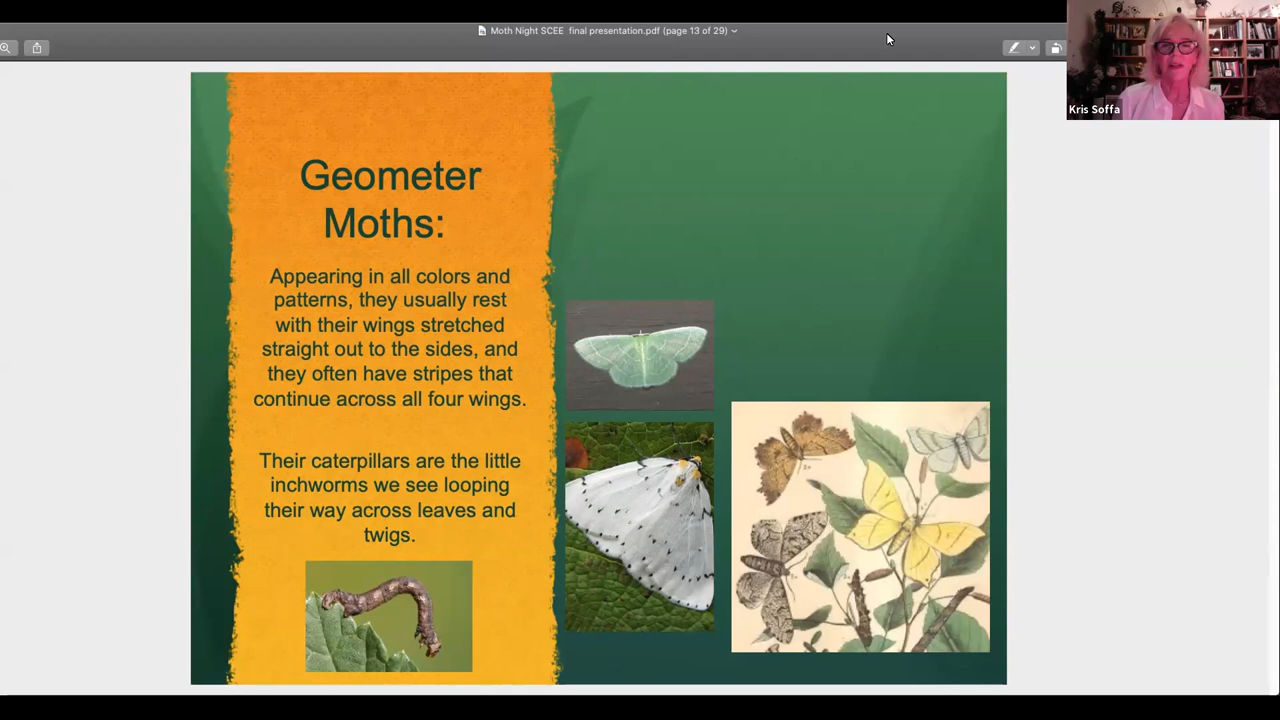 Moth Night SCEE  final presentation.pdf (page 13 of 29)
Kris Soffa
Geometer
Moths:
Appearing in all colors and
patterns, they usually rest
with their wings stretched
straight out to the sides, and
they often have stripes that
continue across all four wings.
Their caterpillars are the little
inchworms we see looping
their way across leaves and
twigs.